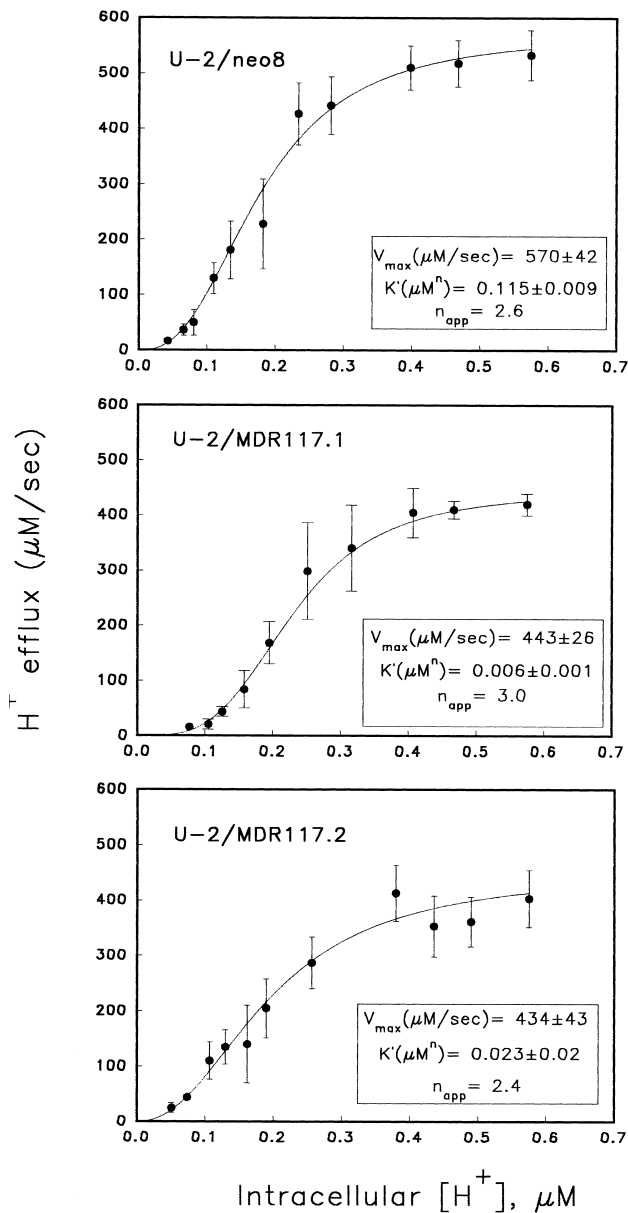 600
U-2/neo8
500
400
300
200
V_max(μM/sec)= 570±42
K'(μM^n) = 0.115±0.009
n_app = 2.6
100
0
0.0 0.1 0.2 0.3 0.4 0.5 0.6 0.7
600
U-2/MDR117.1
500
400
300
200
V_max(μM/sec)= 443±26
K'(μM^n) = 0.006±0.001
n_app = 3.0
100
0
0.0 0.1 0.2 0.3 0.4 0.5 0.6 0.7
600
U-2/MDR117.2
500
400
300
200
V_max(μM/sec)= 434±43
K'(μM^n) = 0.023±0.02
n_app = 2.4
100
0
0.0 0.1 0.2 0.3 0.4 0.5 0.6 0.7
H^+ efflux (μM/sec)
Intracellular [H^+], μM